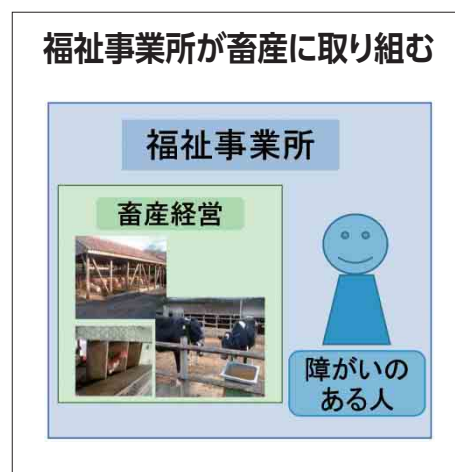 福祉事業所が畜産に取り組む
福祉事業所
畜産経営
障がいの
ある人